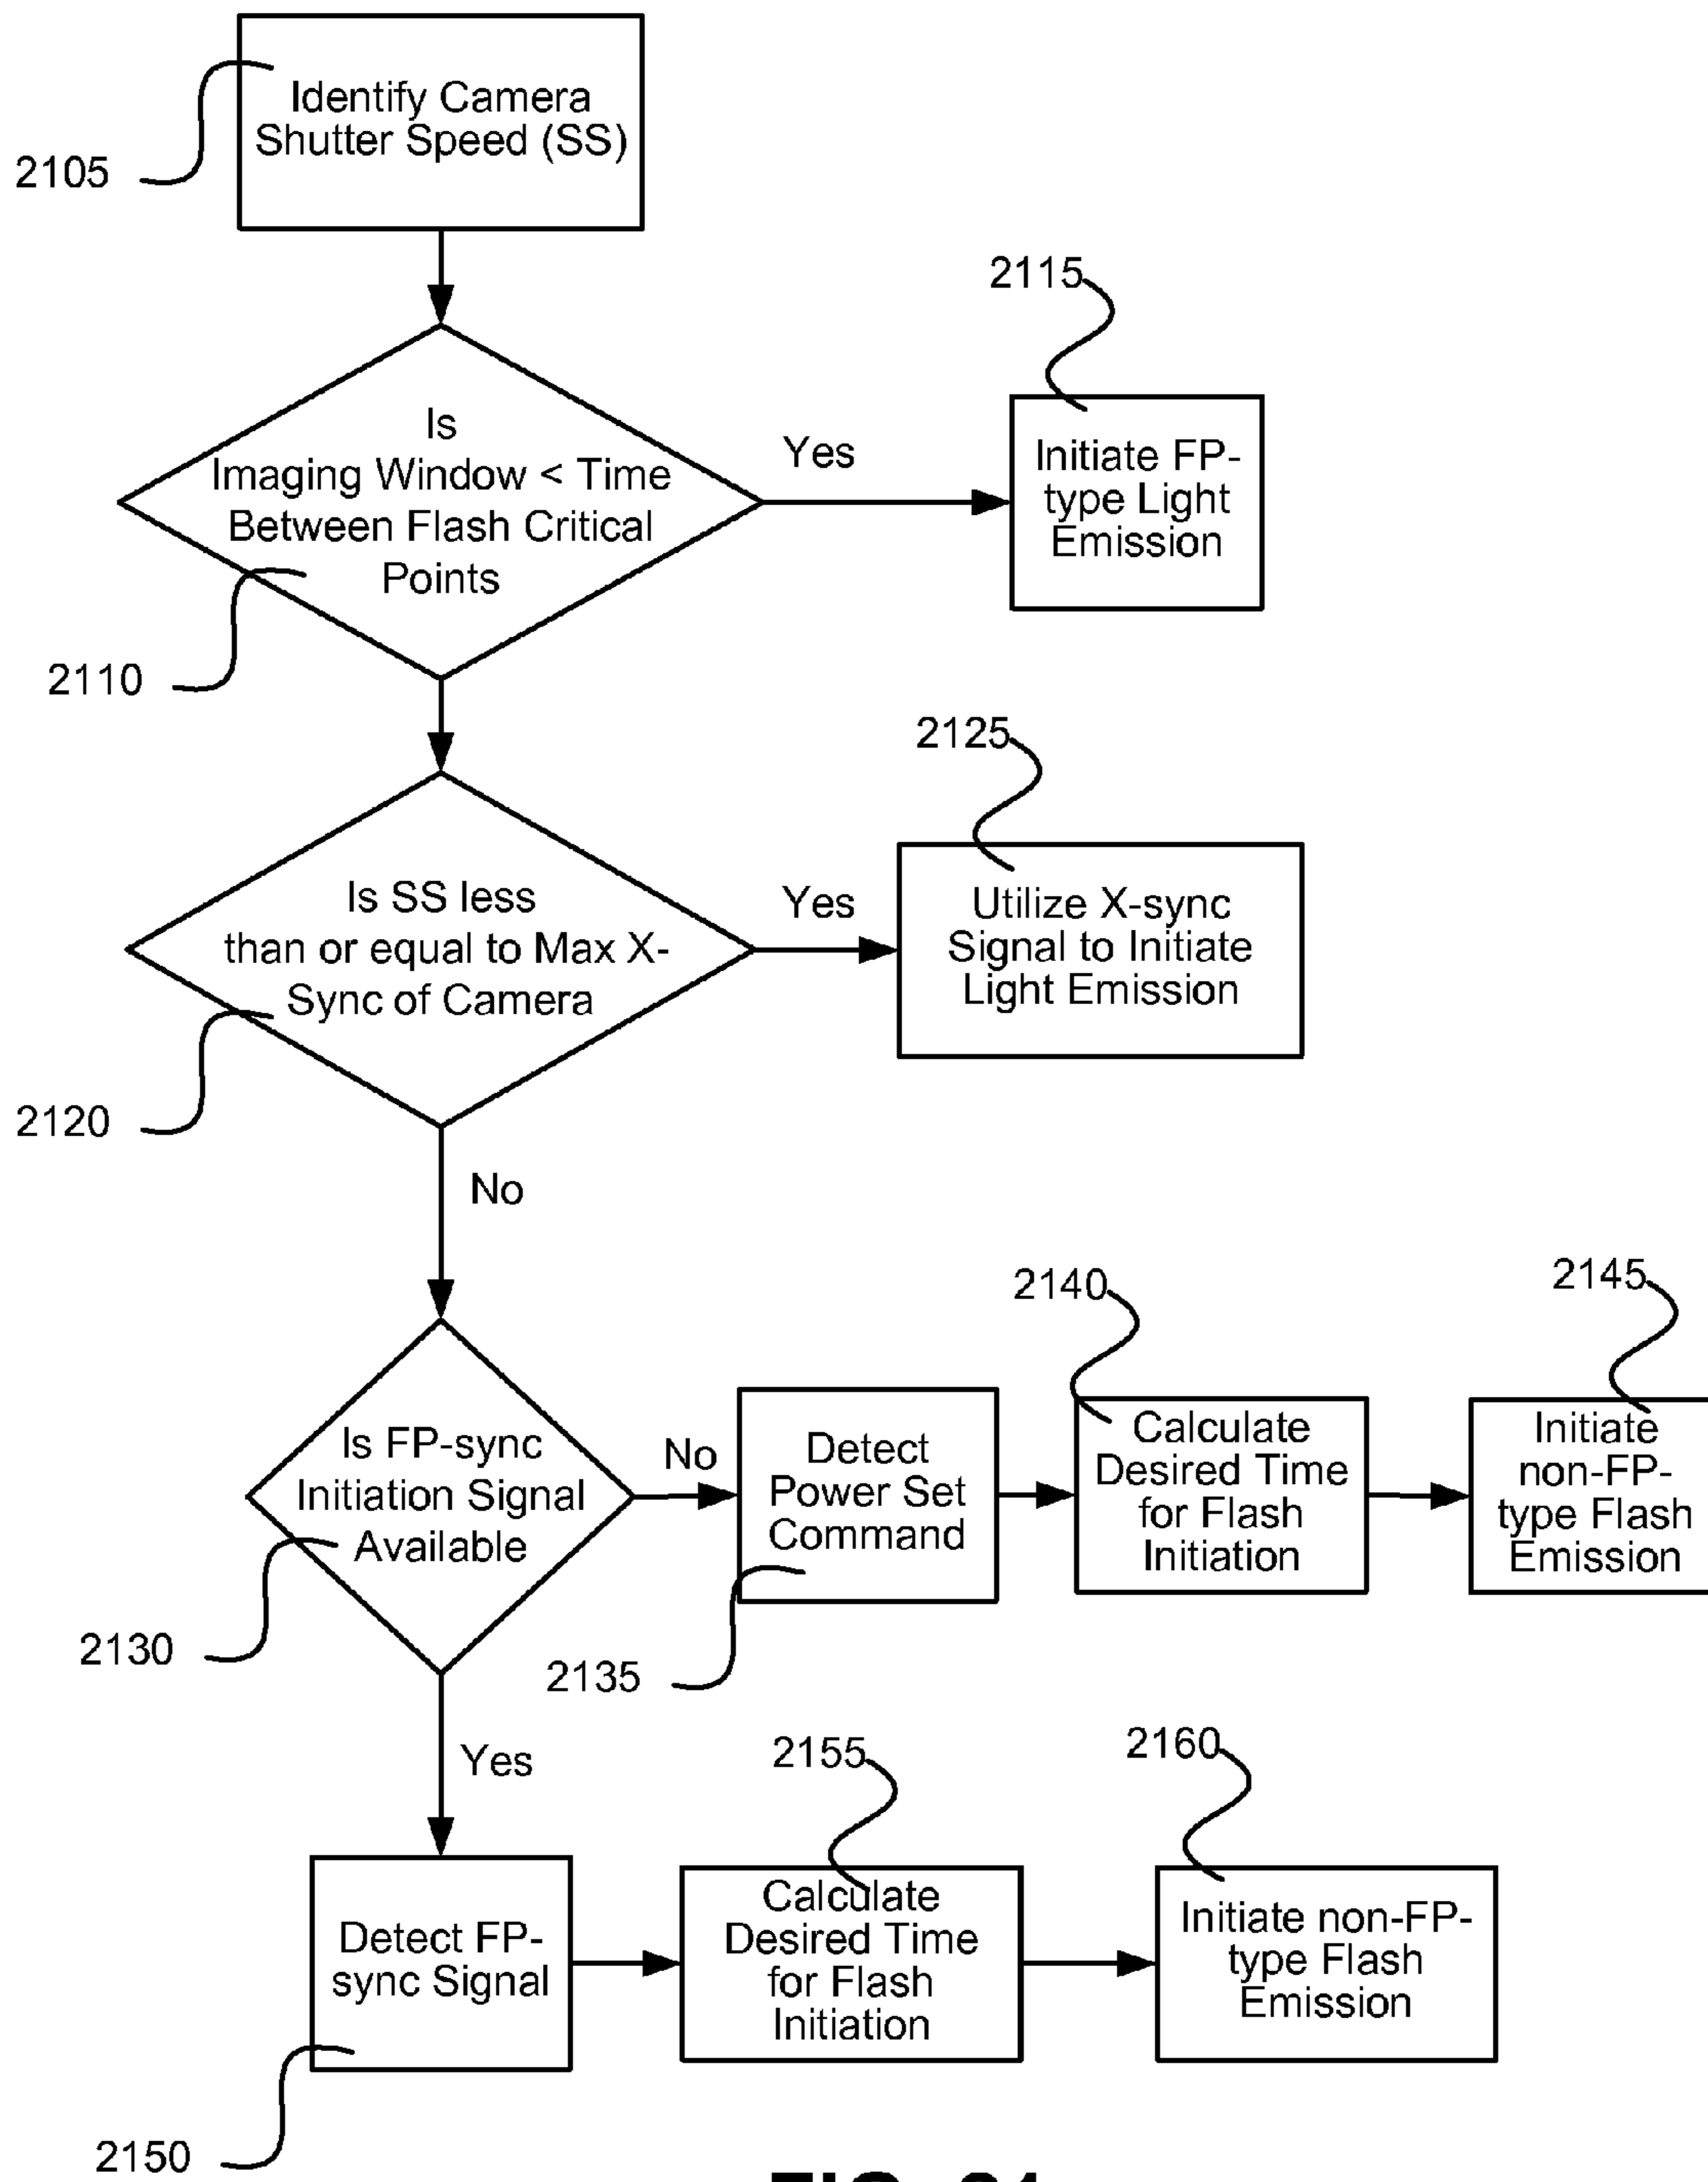 Identify Camera
Shutter Speed (SS)
2105
2115
Is
Imaging Window < Time
Between Flash Critical
Points
Yes
Initiate FP-
type Light
Emission
2110
2125
Is SS less
than or equal to Max X-
Sync of Camera
Yes
Utilize X-sync
Signal to Initiate
Light Emission
2120
No
2140
2145
Is FP-sync
Initiation Signal
Available
No
Detect
Power Set
Command
Calculate
Desired Time
for Flash
Initiation
Initiate
non-FP-
type Flash
Emission
2130
2135
Yes
2155
2160
Detect FP-
sync Signal
Calculate
Desired Time
for Flash
Initiation
Initiate non-FP-
type Flash
Emission
2150